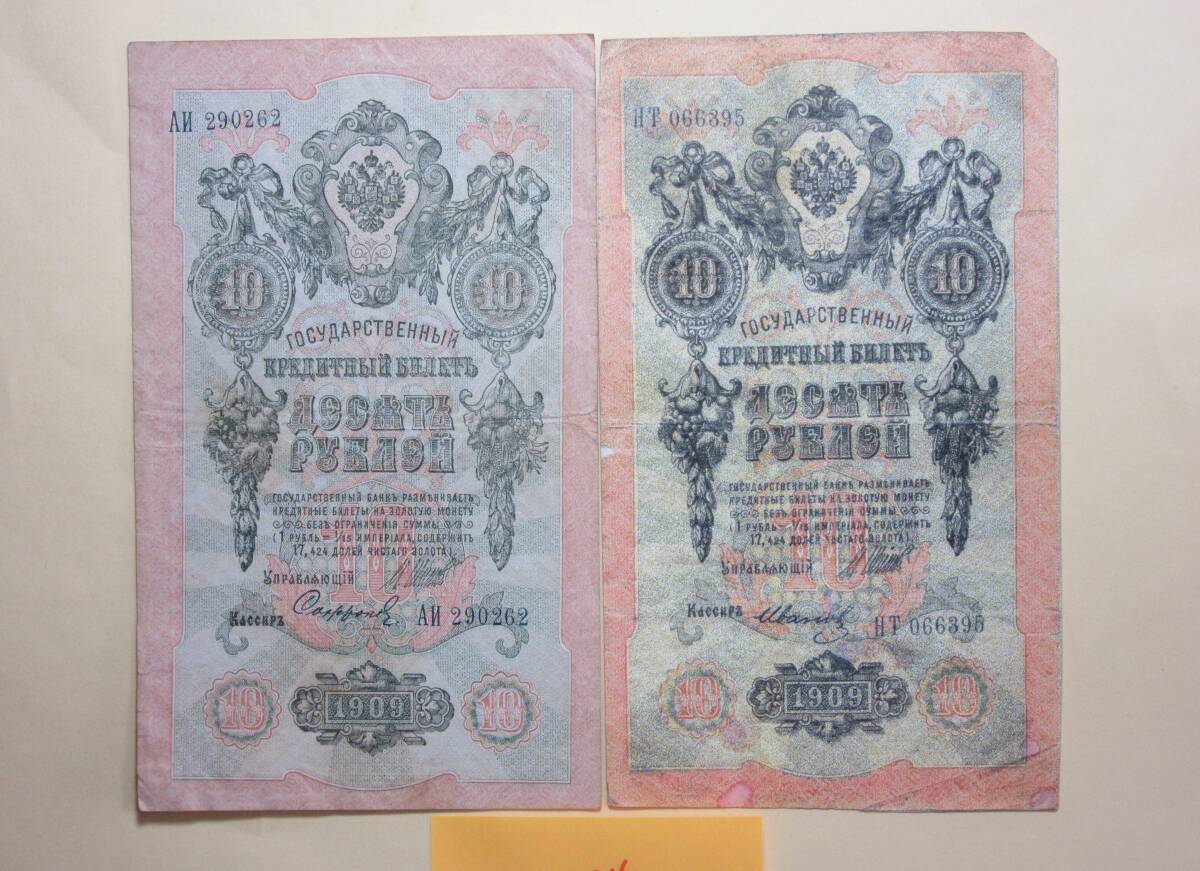 АИ 290262
10 10
ГОСУДАРСТВЕННЫЙ
КРЕДИТНЫЙ БИЛЕТЪ
ДЕСЯТЬ
РУБЛЕЙ
ГОСУДАРСТВЕННЫЙ БАНКЪ РАЗМѢНИВАЕТЪ
КРЕДИТНЫЕ БИЛЕТЫ НА ЗОЛОТУЮ МОНЕТУ
БЕЗЪ ОГРАНИЧЕНІЯ СУММЫ
(1 РУБЛЬ = 1/15 ИМПЕРІАЛА, СОДЕРЖИТЪ
17,424 ДОЛЕЙ ЧИСТАГО ЗОЛОТА).
10
УПРАВЛЯЮЩІЙ
Кассиръ Софроновъ АИ 290262
10 1909 10
НТ 066395
10 10
ГОСУДАРСТВЕННЫЙ
КРЕДИТНЫЙ БИЛЕТЪ
ДЕСЯТЬ
РУБЛЕЙ
ГОСУДАРСТВЕННЫЙ БАНКЪ РАЗМѢНИВАЕТЪ
КРЕДИТНЫЕ БИЛЕТЫ НА ЗОЛОТУЮ МОНЕТУ
БЕЗЪ ОГРАНИЧЕНІЯ СУММЫ
(1 РУБЛЬ = 1/15 ИМПЕРІАЛА, СОДЕРЖИТЪ
17,424 ДОЛЕЙ ЧИСТАГО ЗОЛОТА).
10
УПРАВЛЯЮЩІЙ
Кассиръ Ивановъ НТ 066395
10 1909 10